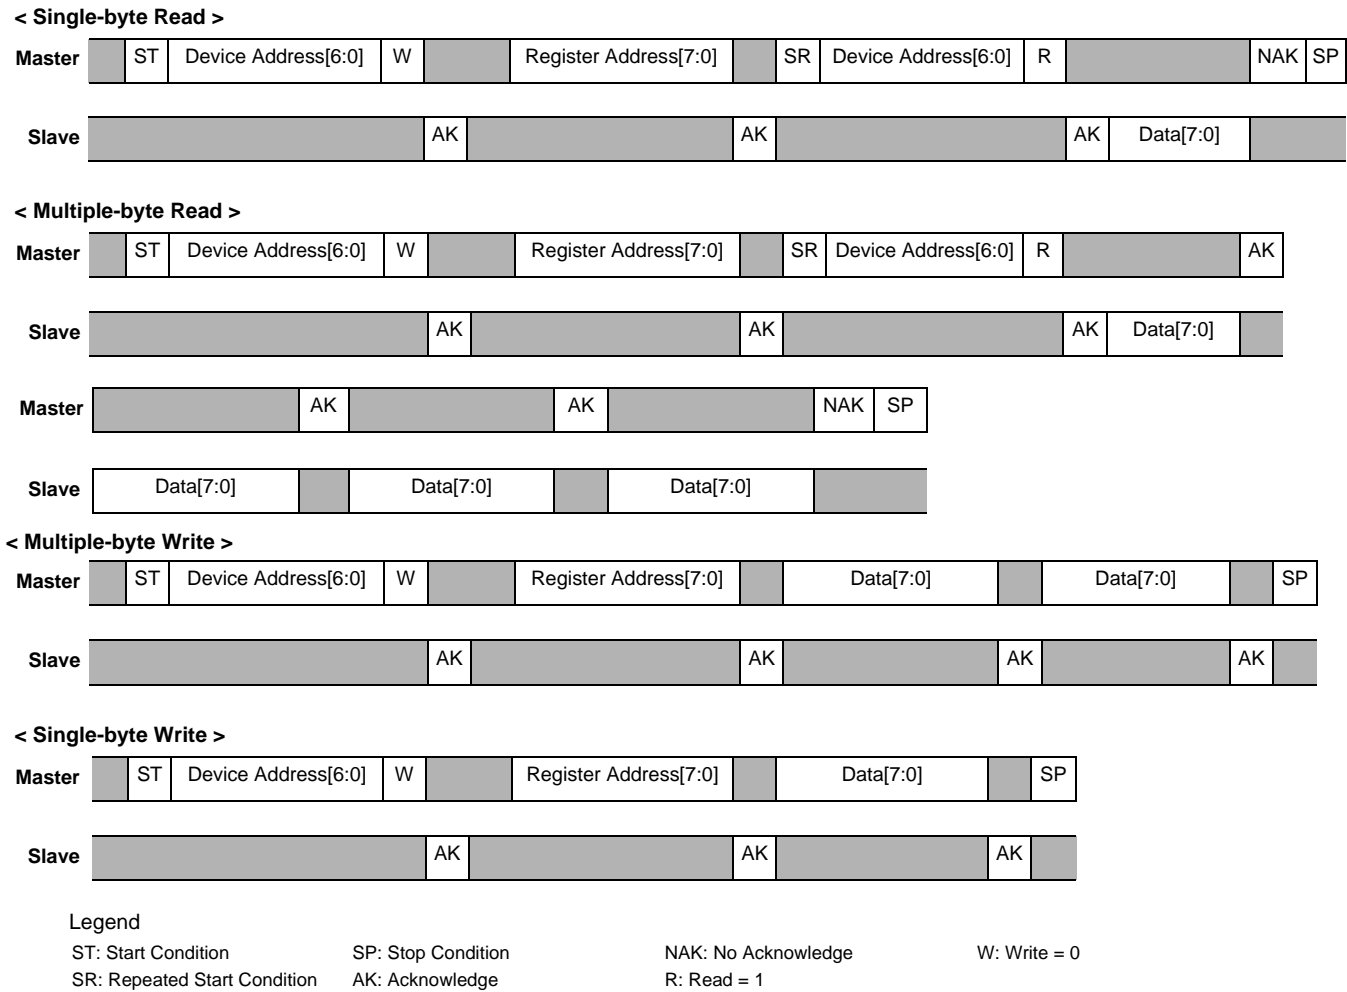 < Single-byte Read >
Master ST Device Address[6:0] W Register Address[7:0] SR Device Address[6:0] R NAK SP
Slave AK AK AK Data[7:0]
< Multiple-byte Read >
Master ST Device Address[6:0] W Register Address[7:0] SR Device Address[6:0] R AK
Slave AK AK AK Data[7:0]
Master AK AK NAK SP
Slave Data[7:0] Data[7:0] Data[7:0]
< Multiple-byte Write >
Master ST Device Address[6:0] W Register Address[7:0] Data[7:0] Data[7:0] SP
Slave AK AK AK AK
< Single-byte Write >
Master ST Device Address[6:0] W Register Address[7:0] Data[7:0] SP
Slave AK AK AK
Legend
ST: Start Condition SP: Stop Condition NAK: No Acknowledge W: Write = 0
SR: Repeated Start Condition AK: Acknowledge R: Read = 1